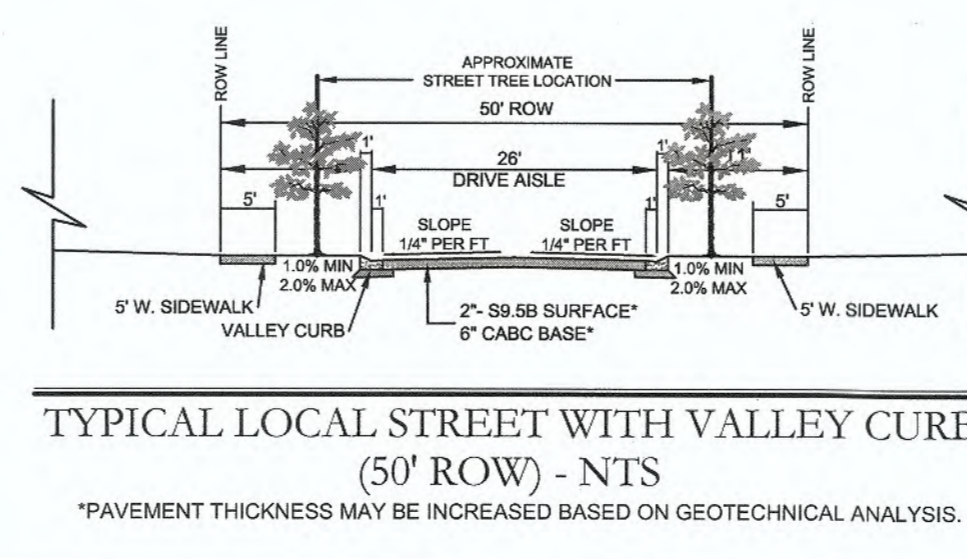 ROW LINE
ROW LINE
APPROXIMATE
STREET TREE LOCATION
50' ROW
1'
26'
1'
DRIVE AISLE
5'
1'
1'
5'
SLOPE
1/4" PER FT
SLOPE
1/4" PER FT
1.0% MIN
2.0% MAX
1.0% MIN
2.0% MAX
5' W. SIDEWALK
VALLEY CURB
2"- S9.5B SURFACE*
6" CABC BASE*
5' W. SIDEWALK
TYPICAL LOCAL STREET WITH VALLEY CURB
(50' ROW) - NTS
*PAVEMENT THICKNESS MAY BE INCREASED BASED ON GEOTECHNICAL ANALYSIS.